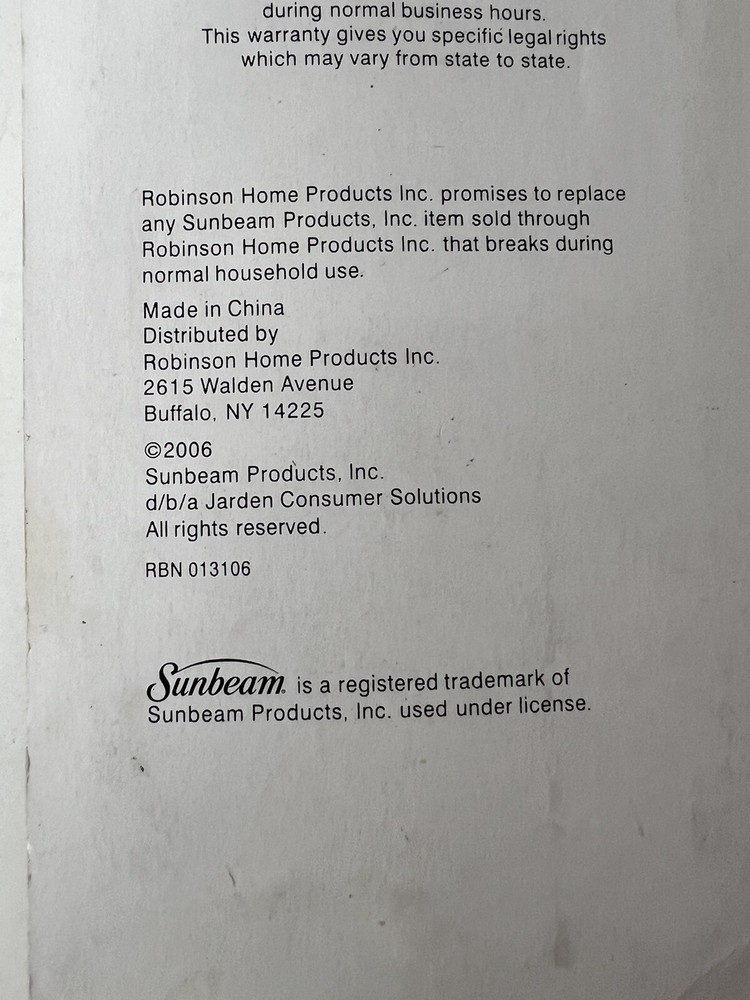 during normal business hours.
This warranty gives you specific legal rights
which may vary from state to state.
Robinson Home Products Inc. promises to replace
any Sunbeam Products, Inc. item sold through
Robinson Home Products Inc. that breaks during
normal household use.
Made in China
Distributed by
Robinson Home Products Inc.
2615 Walden Avenue
Buffalo, NY 14225
©2006
Sunbeam Products, Inc.
d/b/a Jarden Consumer Solutions
All rights reserved.
RBN 013106
Sunbeam. is a registered trademark of
Sunbeam Products, Inc. used under license.